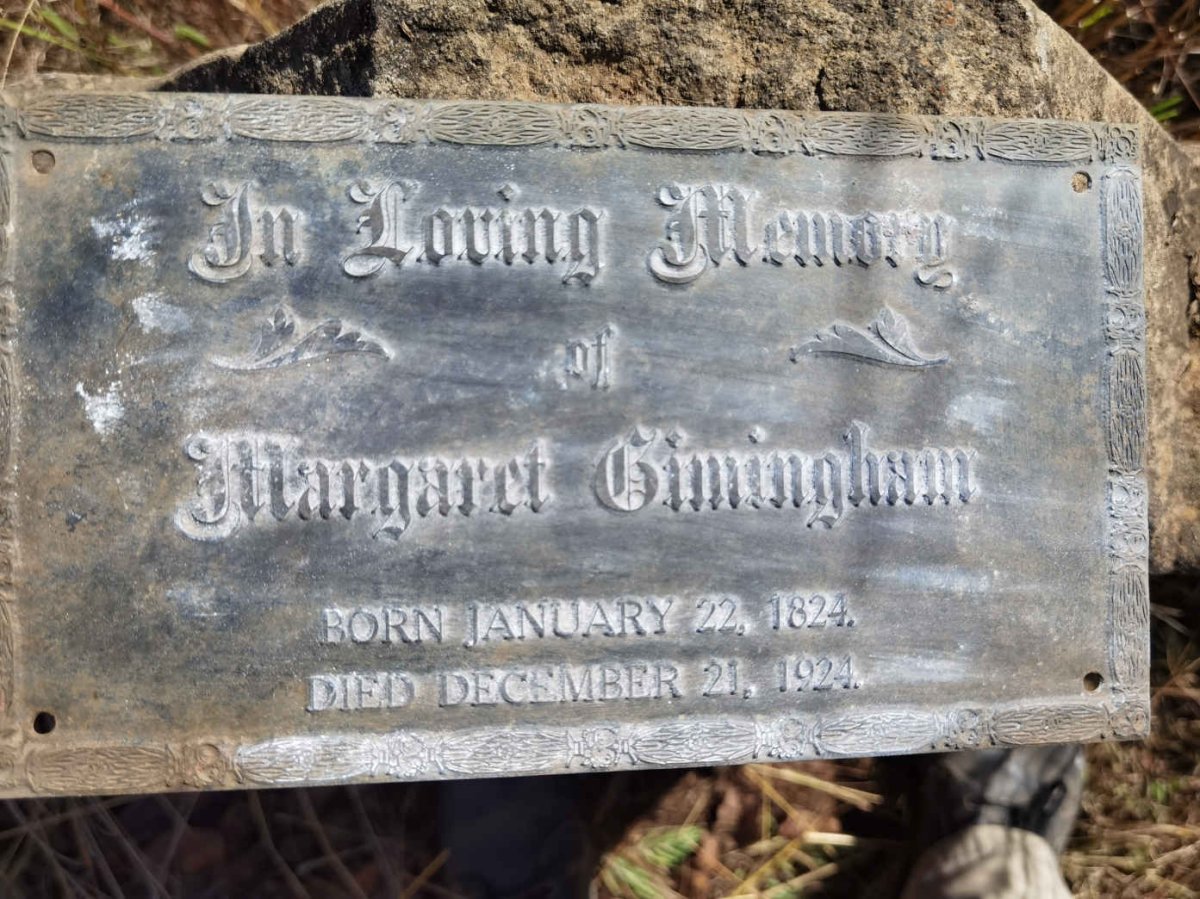 In Loving Memory
of
Margaret Gimingham
BORN JANUARY 22, 1824.
DIED DECEMBER 21, 1924.